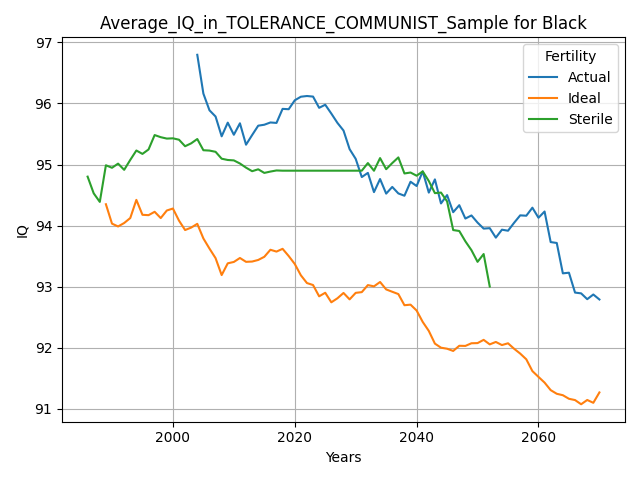 Average_IQ_in_TOLERANCE_COMMUNIST_Sample for Black
Fertility
Actual
Ideal
Sterile
IQ
97
96
95
94
93
92
91
2000 2020 2040 2060
Years